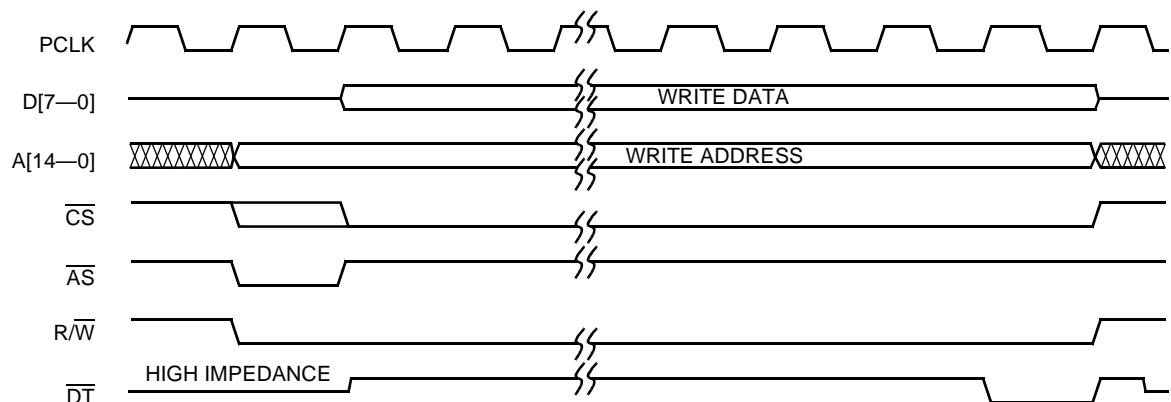 PCLK
D[7—0]
WRITE DATA
A[14—0]
WRITE ADDRESS
CS
AS
R/W
HIGH IMPEDANCE
DT